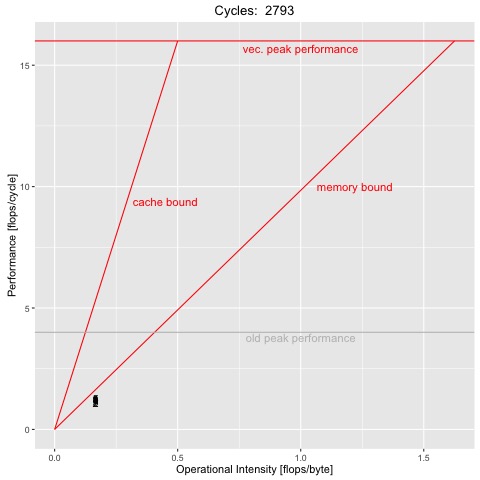 Cycles: 2793
vec. peak performance
cache bound
memory bound
old peak performance
Performance [flops/cycle]
15
10
5
0
0.0
0.5
1.0
1.5
Operational Intensity [flops/byte]